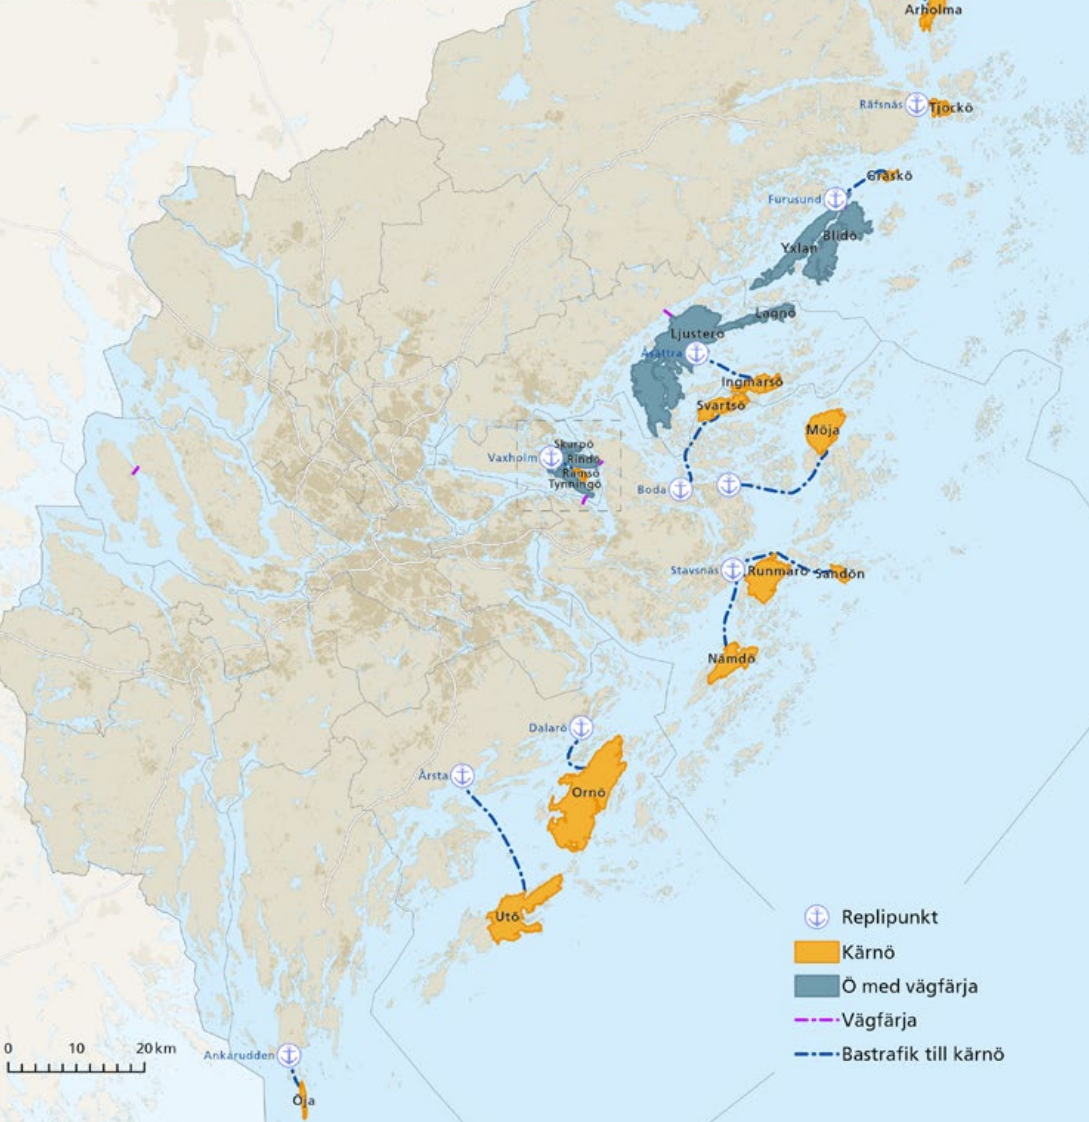 Arholma
Räfsnäs
Tjockö
Gräskö
Furusund
Blidö
Yxlan
Lagnö
Ljusterö
Åsättra
Ingmarsö
Svartsö
Möja
Skarpö
Vaxholm
Rindö
Ramsö
Tynningö
Boda
Stavsnäs
Runmarö
Sandön
Nämdö
Dalarö
Årsta
Ornö
Utö
Replipunkt
Kärnö
Ö med vägfärja
Vägfärja
Bastrafik till kärnö
0 10 20 km
Ankarudden
Öja